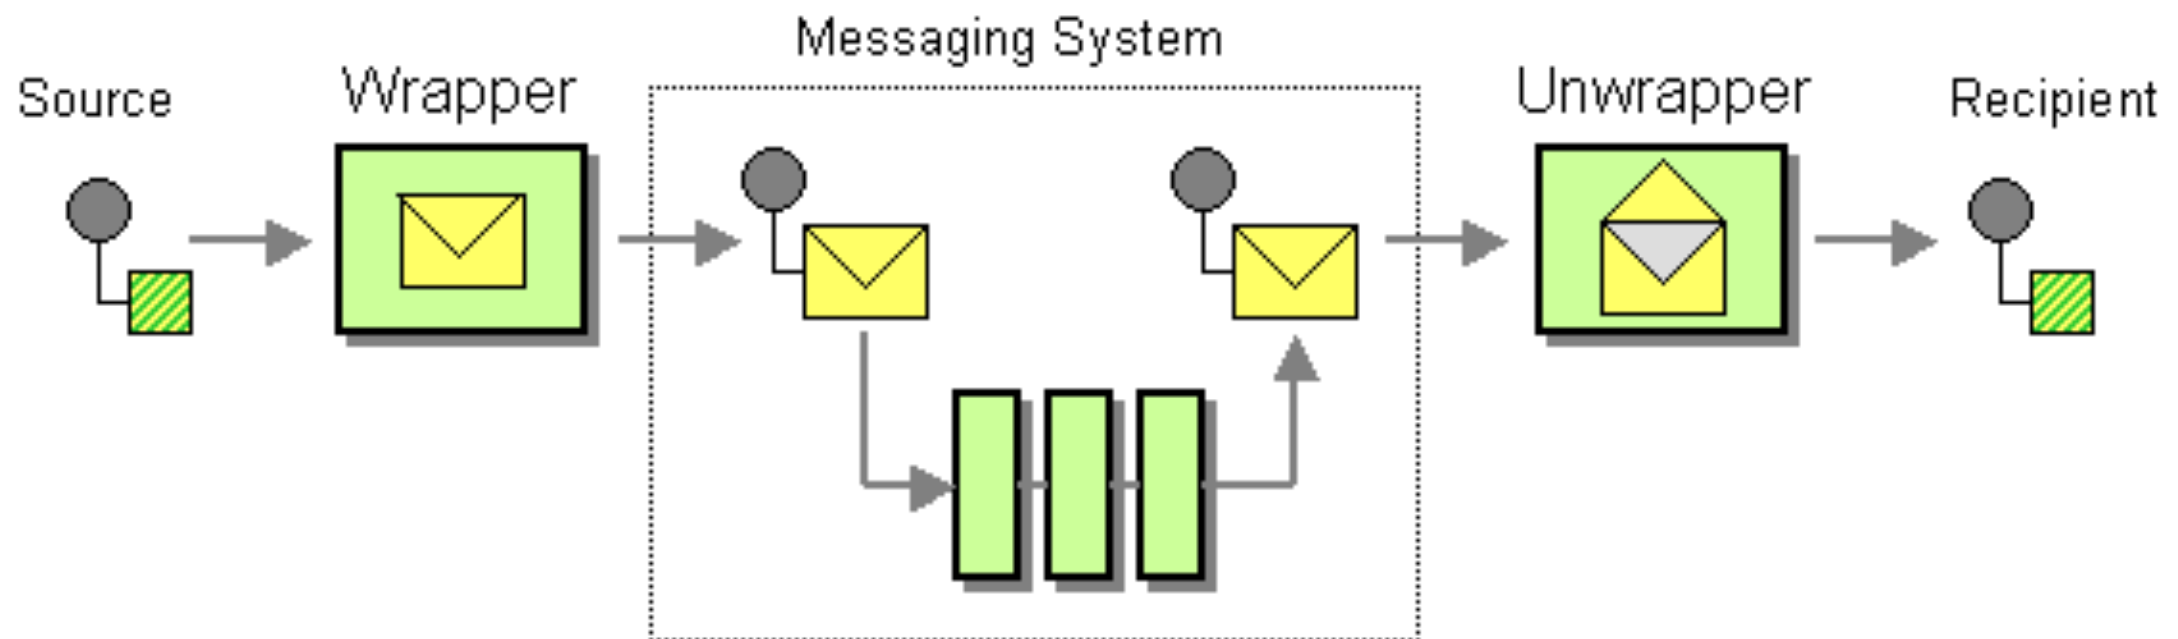 Messaging System
Source
Wrapper
Unwrapper
Recipient